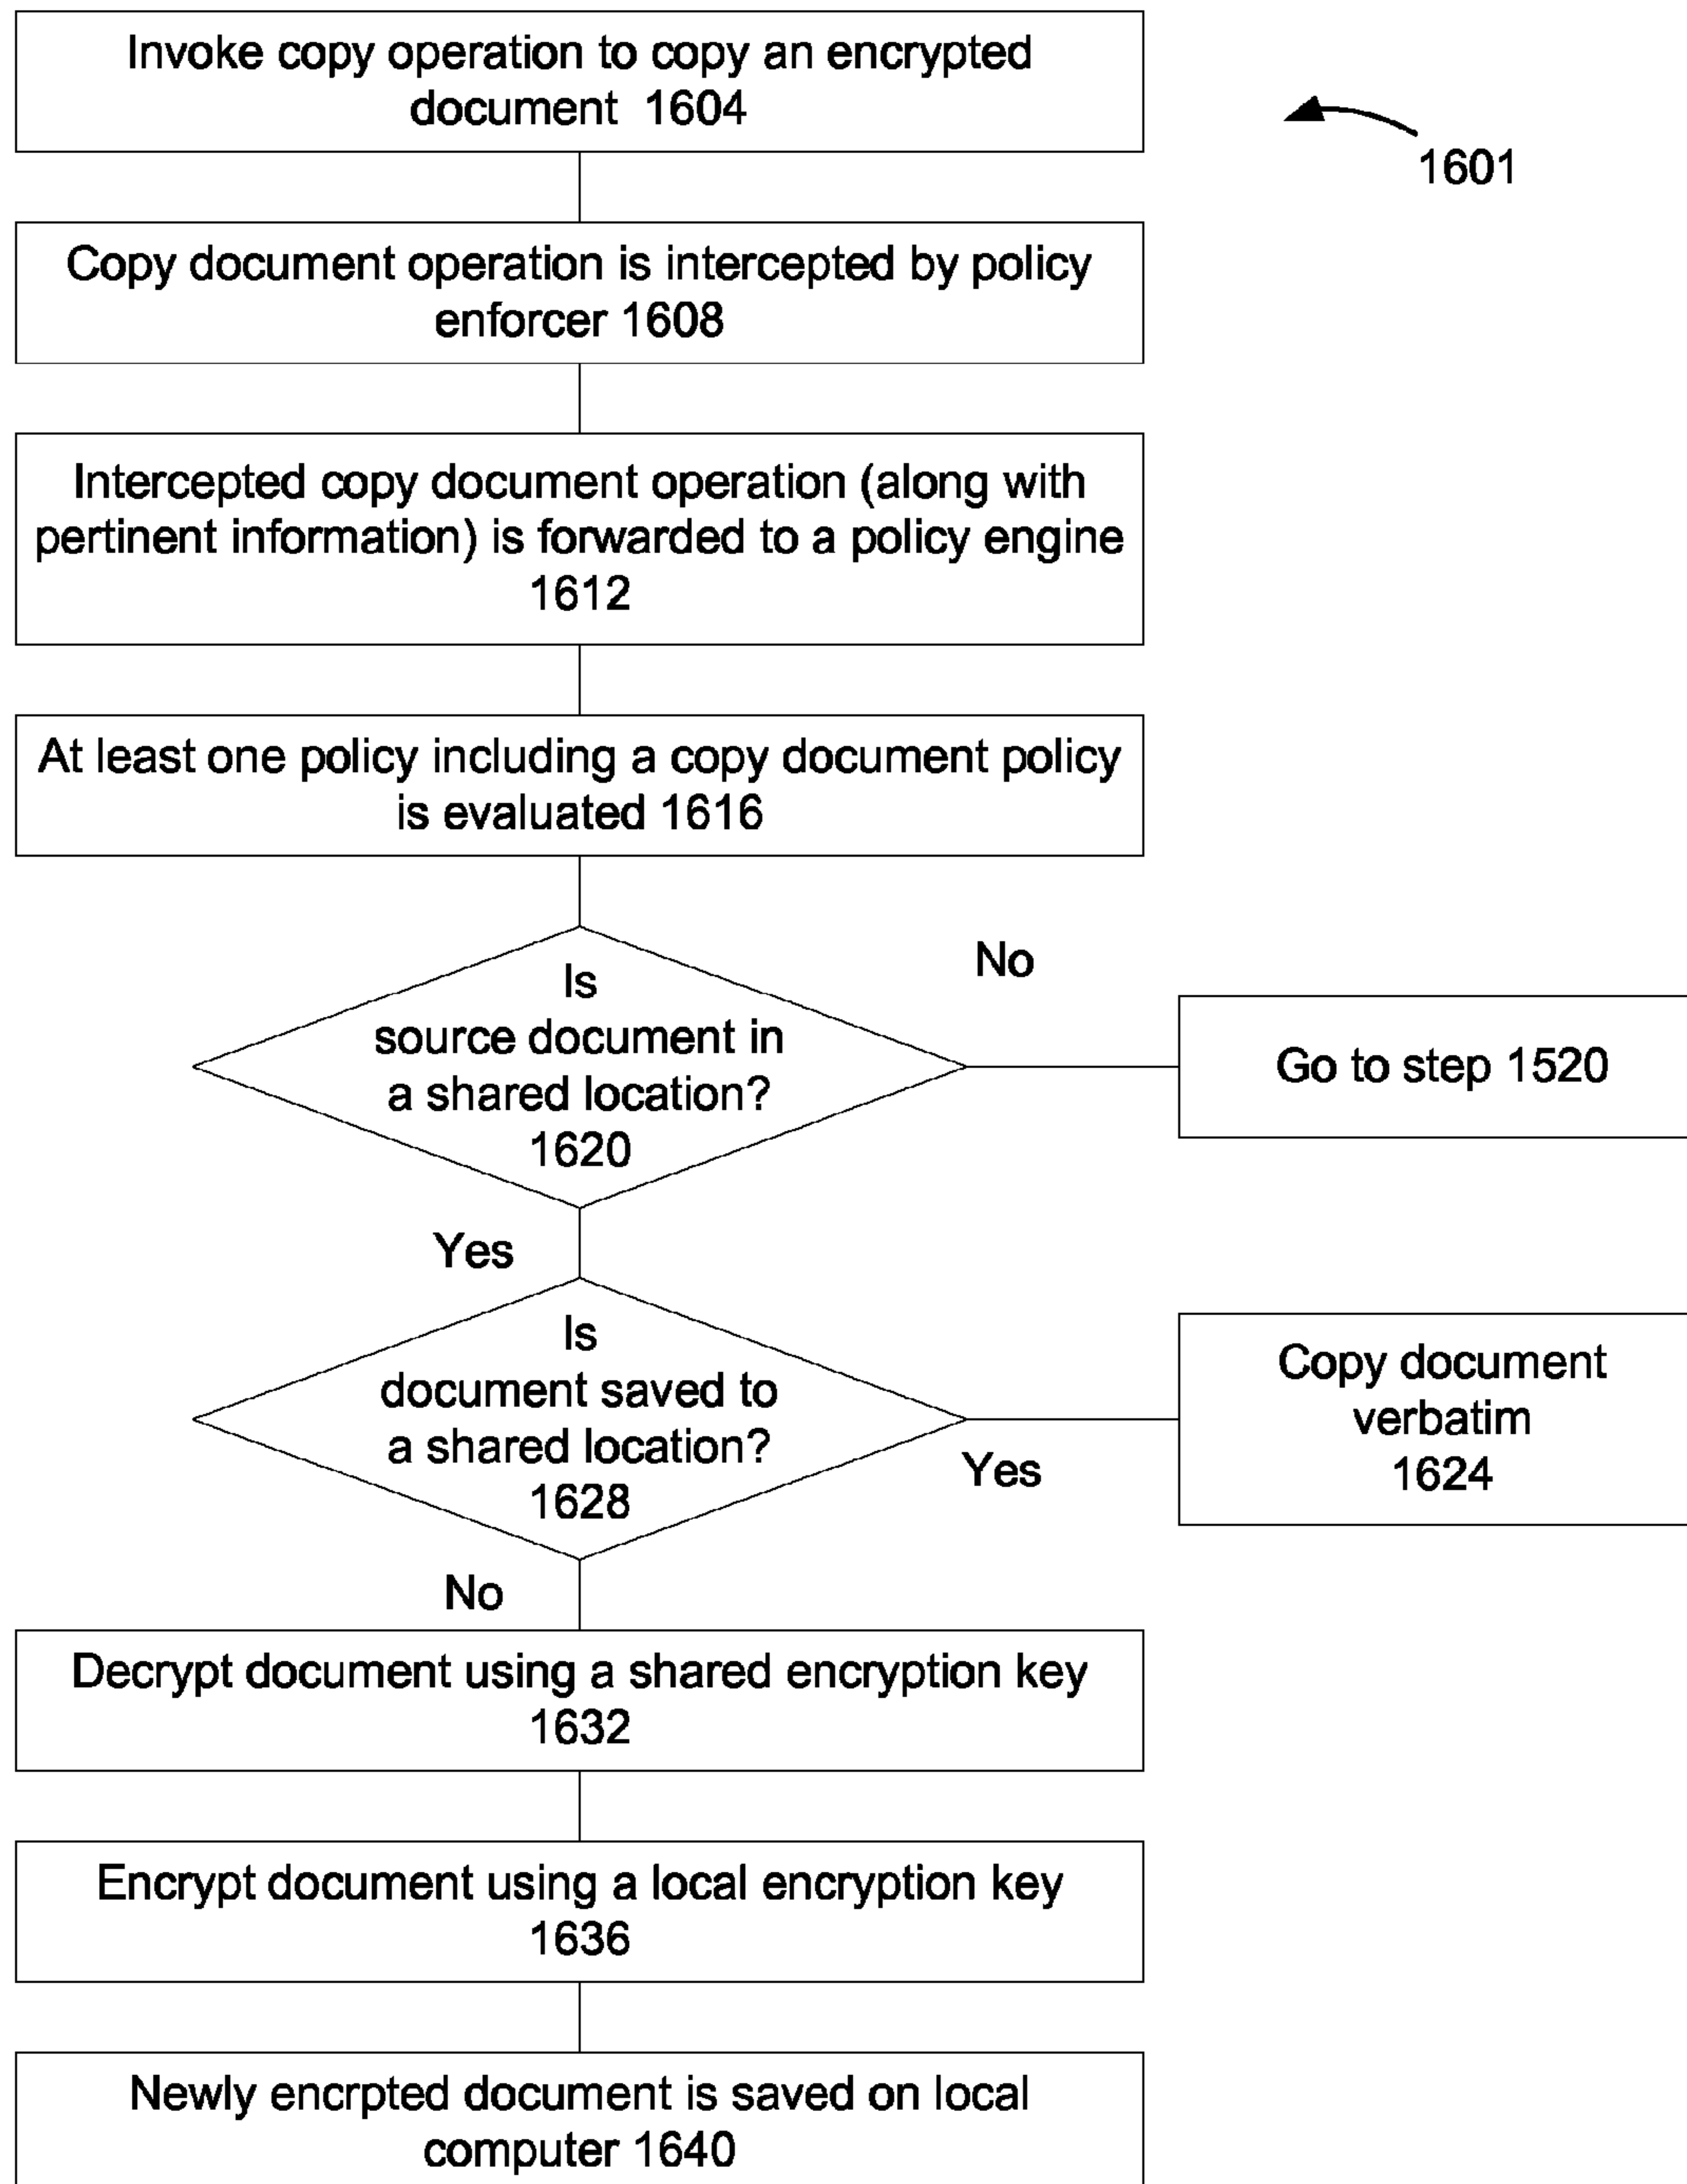 Invoke copy operation to copy an encrypted
document 1604
1601
Copy document operation is intercepted by policy
enforcer 1608
Intercepted copy document operation (along with
pertinent information) is forwarded to a policy engine
1612
At least one policy including a copy document policy
is evaluated 1616
Is
source document in
a shared location?
1620
No
Go to step 1520
Yes
Is
document saved to
a shared location?
1628
Yes
Copy document
verbatim
1624
No
Decrypt document using a shared encryption key
1632
Encrypt document using a local encryption key
1636
Newly encrpted document is saved on local
computer 1640